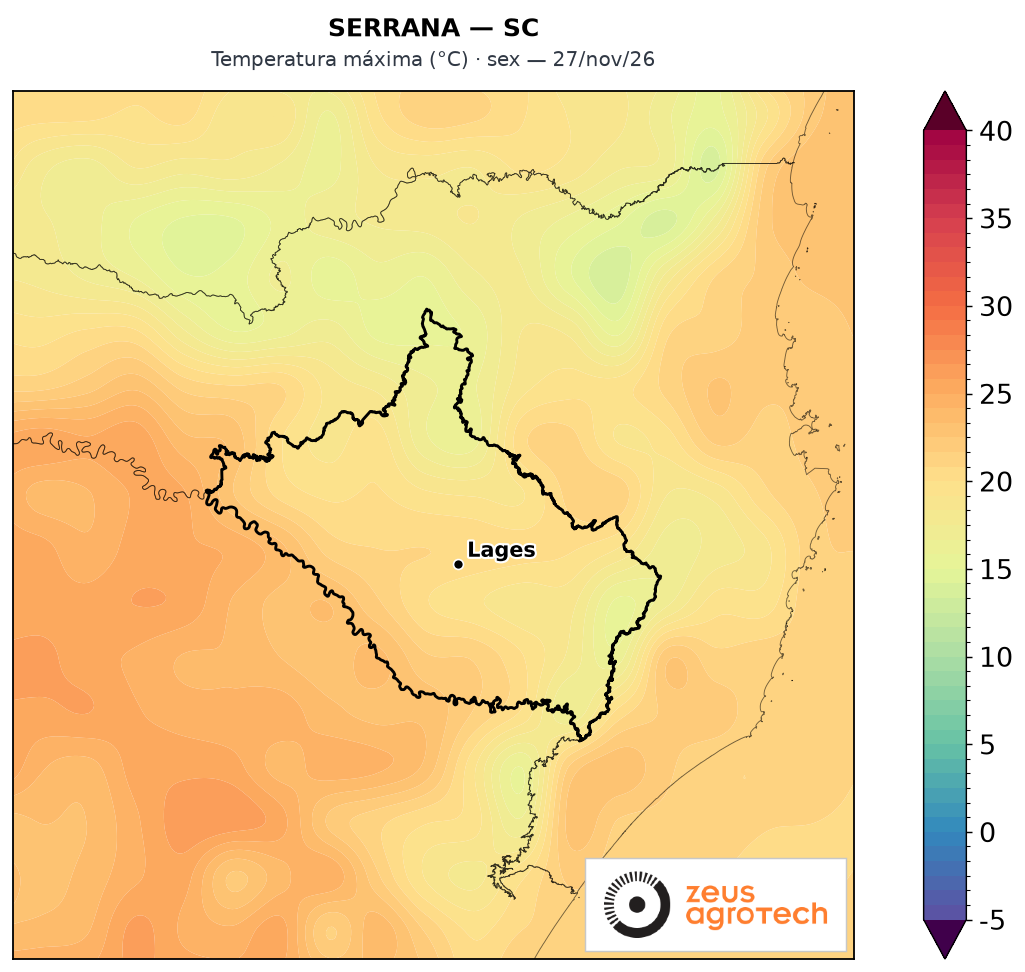 SERRANA — SC
Temperatura máxima (°C) · sex — 27/nov/26
40
35
30
25
20
15
10
5
0
-5
Lages
zeus
agrotech